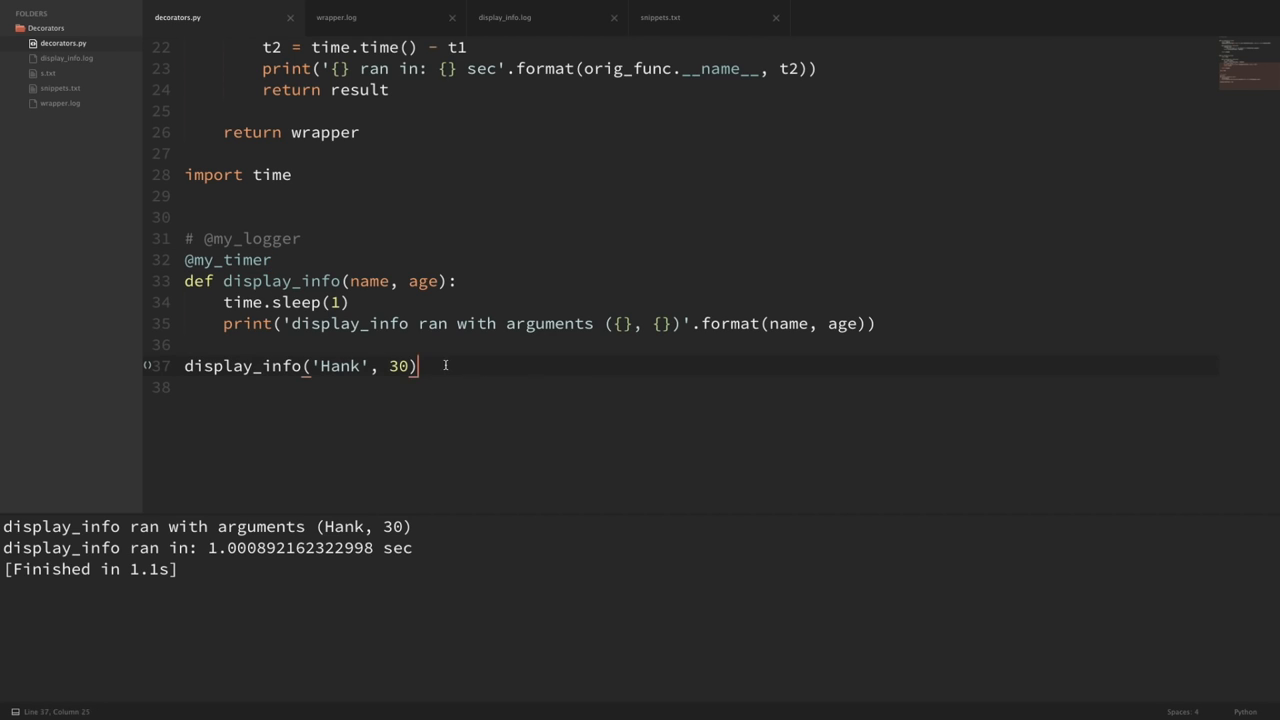 FOLDERS
Decorators
decorators.py
display_info.log
s.txt
snippets.txt
wrapper.log
decorators.py
wrapper.log
display_info.log
snippets.txt
22 t2 = time.time() - t1
23 print('{} ran in: {} sec'.format(orig_func.__name__, t2))
24 return result
25
26 return wrapper
27
28 import time
29
30
31 # @my_logger
32 @my_timer
33 def display_info(name, age):
34 time.sleep(1)
35 print('display_info ran with arguments ({}, {})'.format(name, age))
36
37 display_info('Hank', 30)
38
display_info ran with arguments (Hank, 30)
display_info ran in: 1.000892162322998 sec
[Finished in 1.1s]
Line 37, Column 25
Spaces: 4
Python